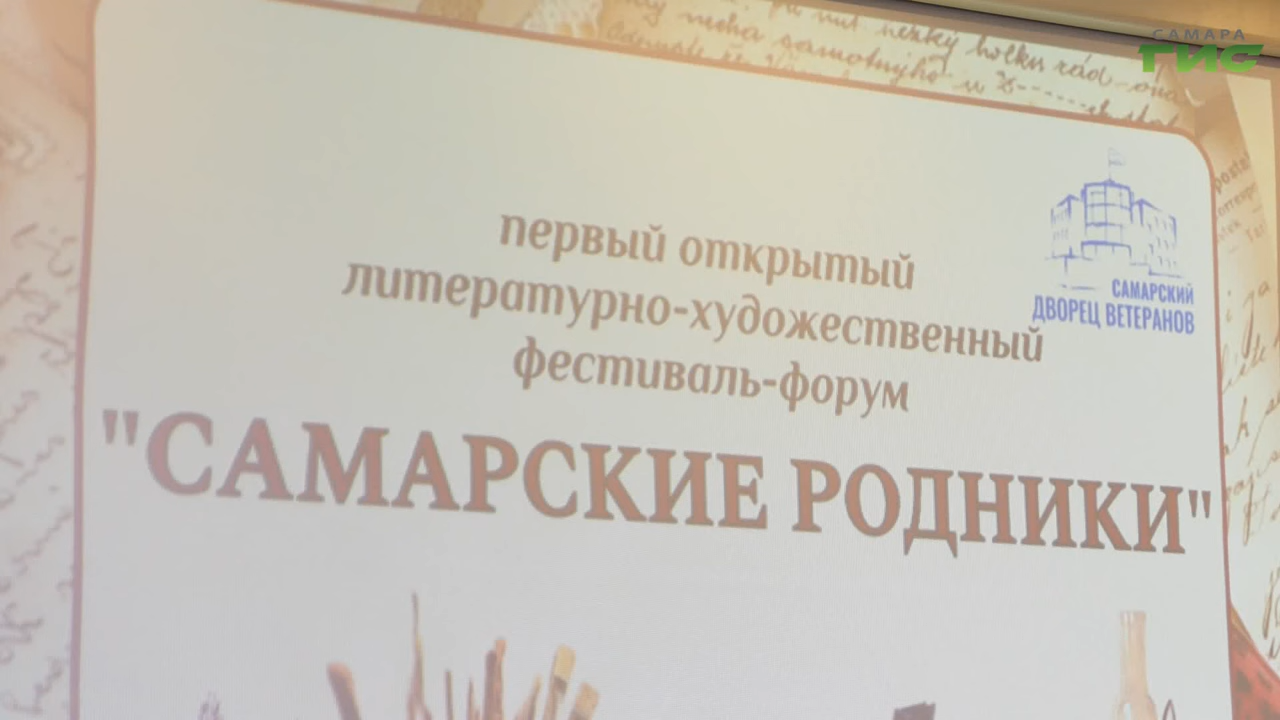 САМАРА
ГИС
первый открытый
литературно-художественный
фестиваль-форум
"САМАРСКИЕ РОДНИКИ"
САМАРСКИЙ
ДВОРЕЦ ВЕТЕРАНОВ